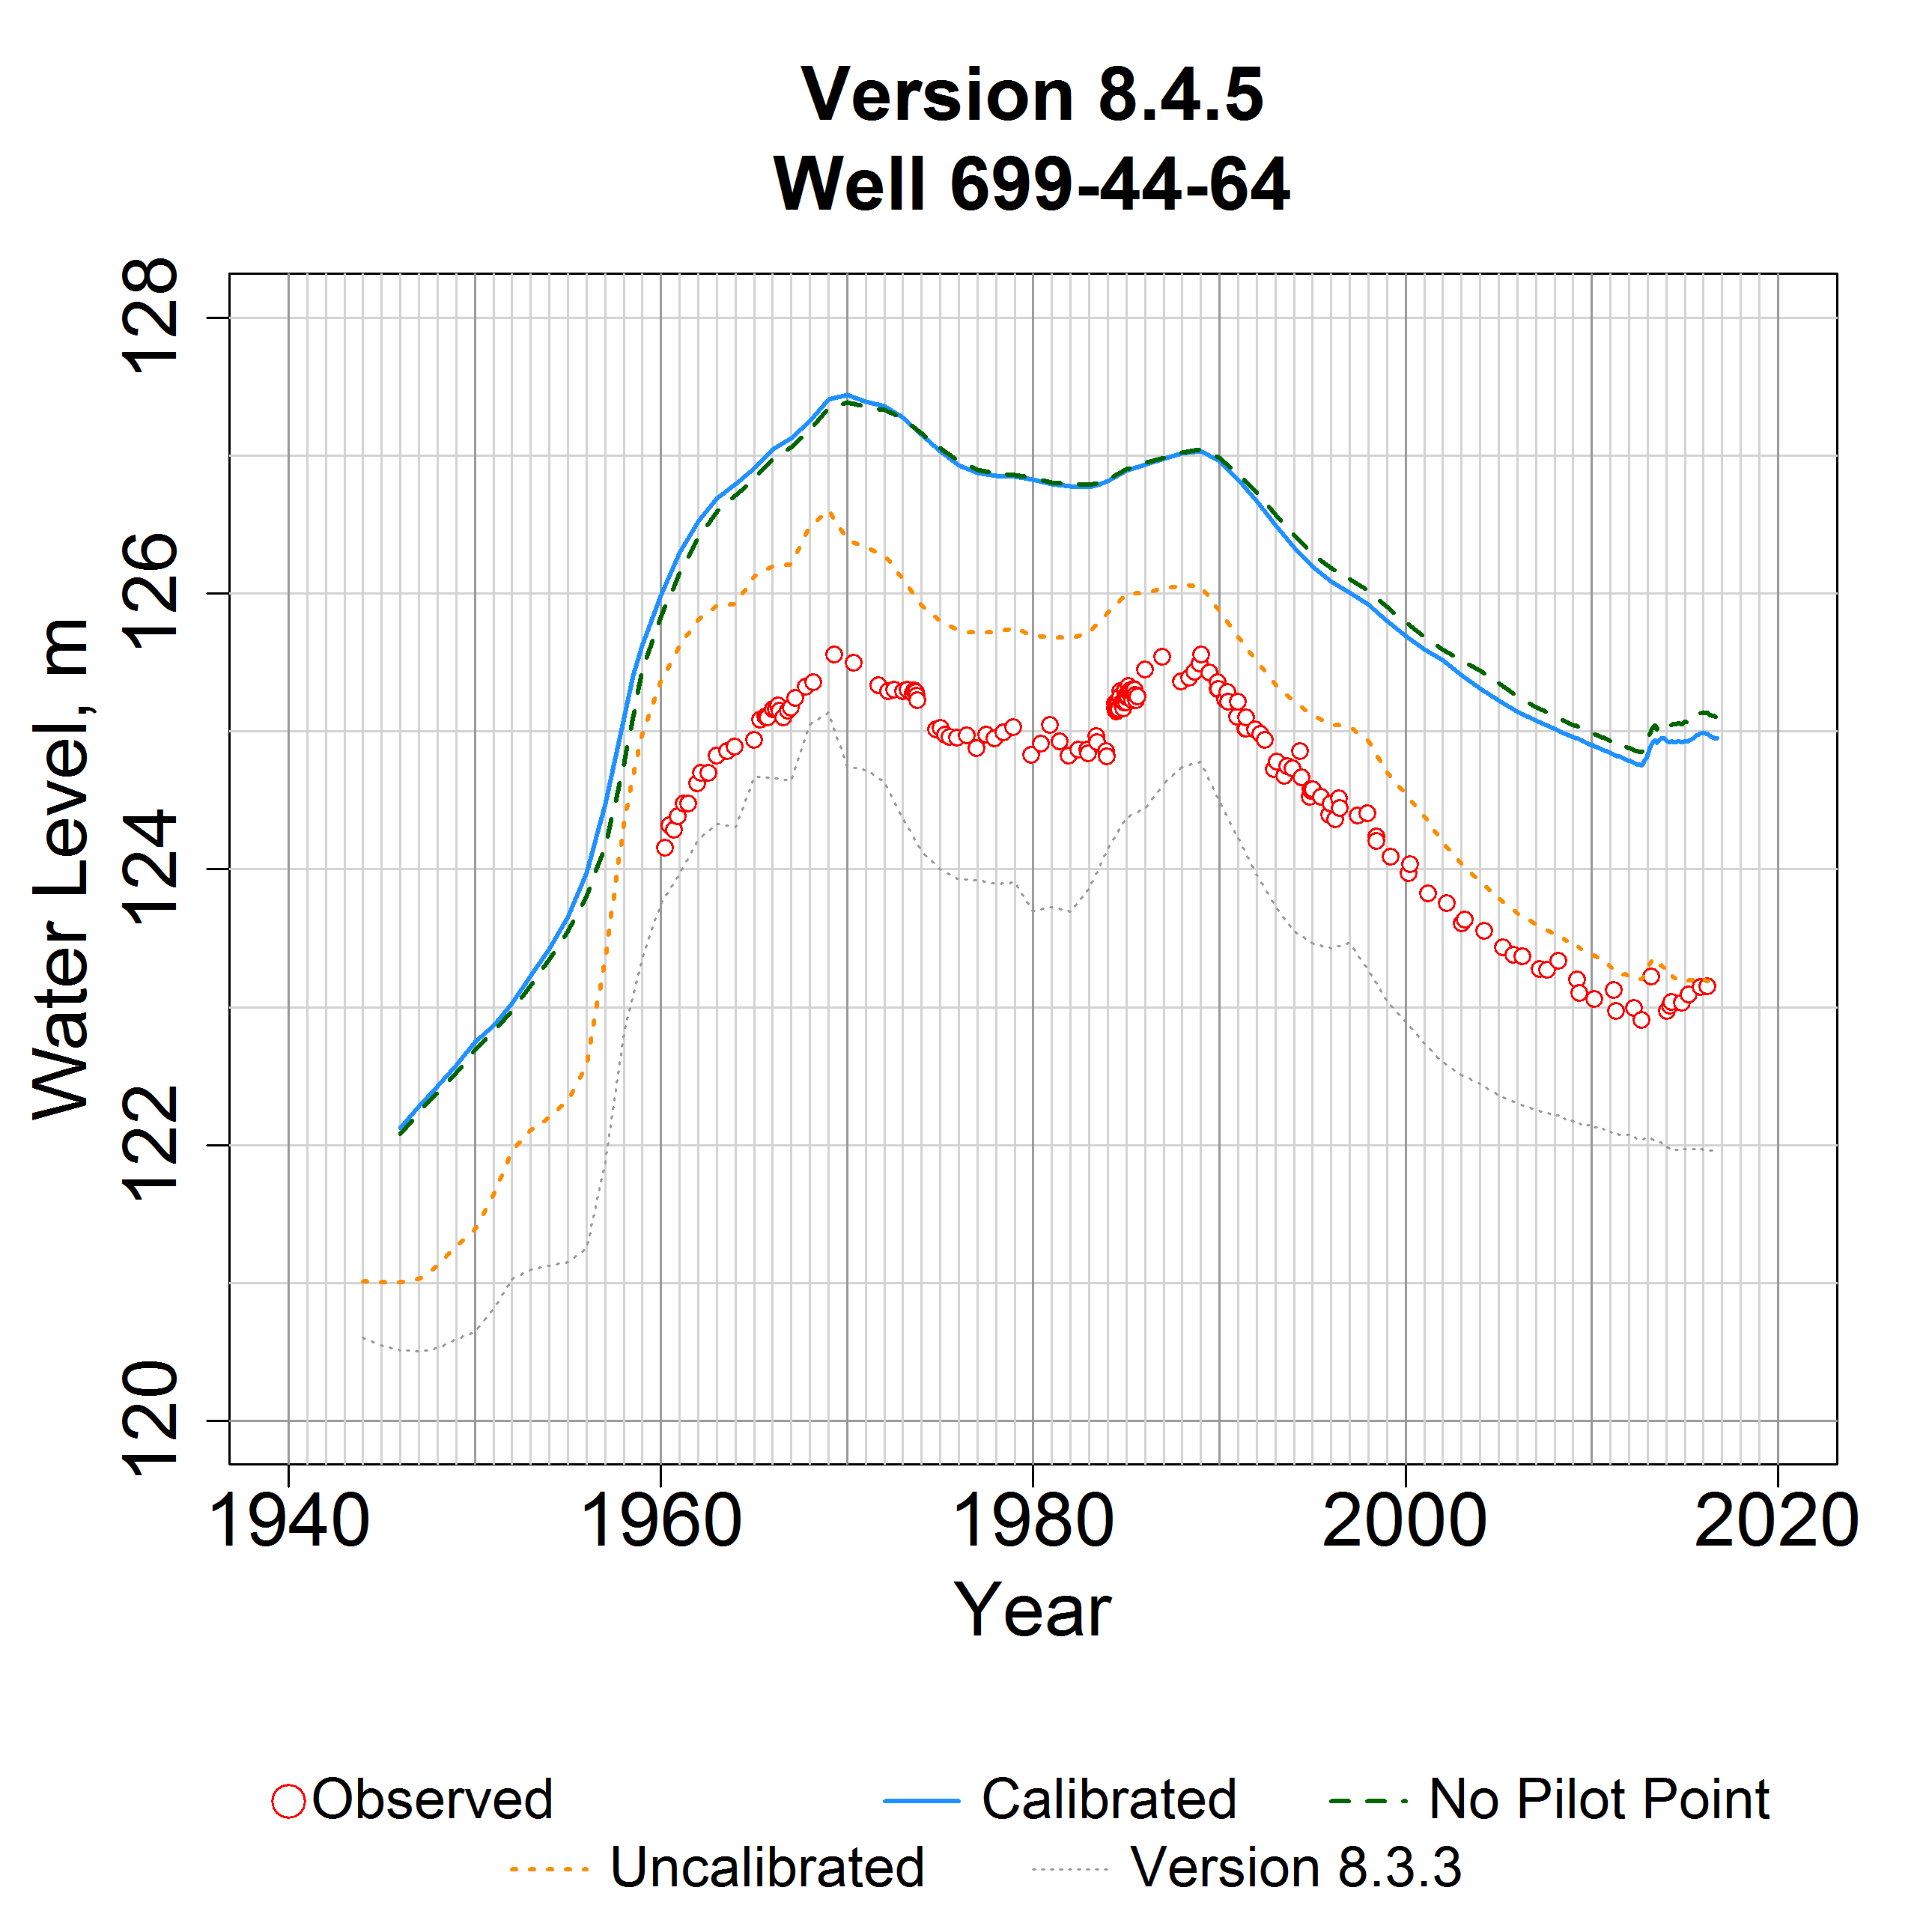 Version 8.4.5
Well 699-44-64
128
126
124
122
120
Water Level, m
1940 1960 1980 2000 2020
Year
Observed Calibrated No Pilot Point
Uncalibrated Version 8.3.3